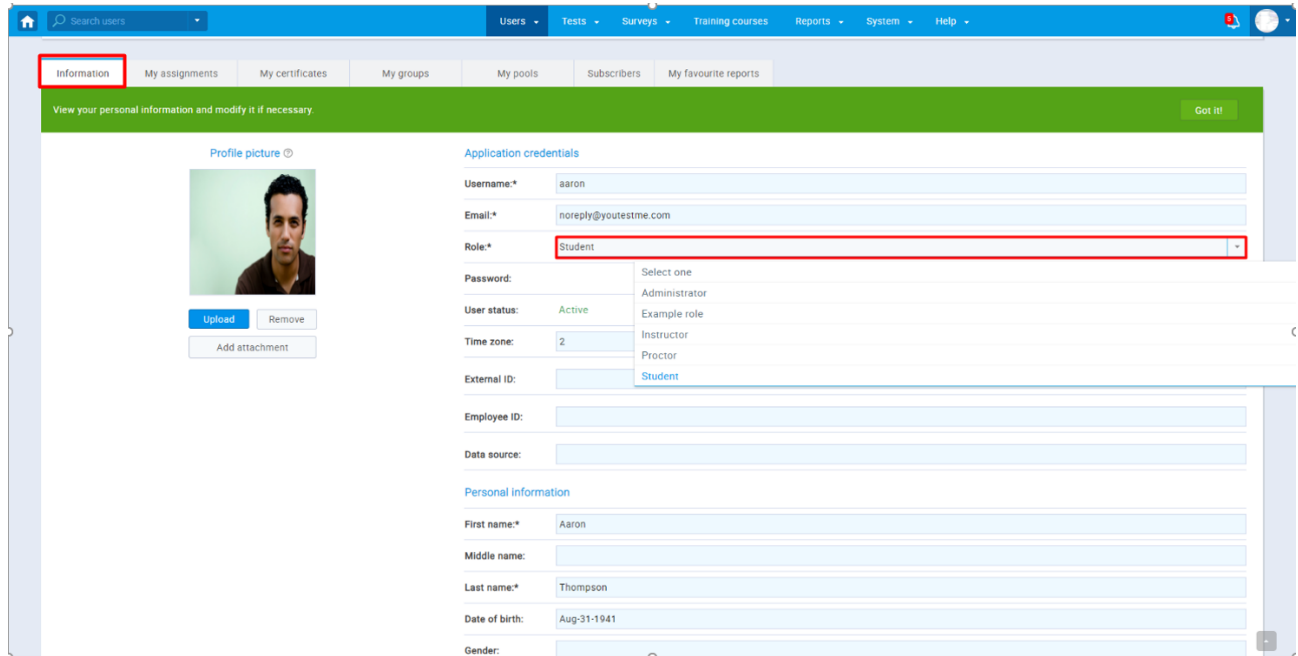 Search users
Users Tests Surveys Training courses Reports System Help 5
Information My assignments My certificates My groups My pools Subscribers My favourite reports
View your personal information and modify it if necessary. Got it!
Profile picture Application credentials
Username:* aaron
Email:* noreply@youtestme.com
Role:* Student
Password: Select one
Administrator
User status: Active Example role
Upload Remove
Instructor
Time zone: 2
Add attachment
Proctor
External ID: Student
Employee ID:
Data source:
Personal information
First name:* Aaron
Middle name:
Last name:* Thompson
Date of birth: Aug-31-1941
Gender: